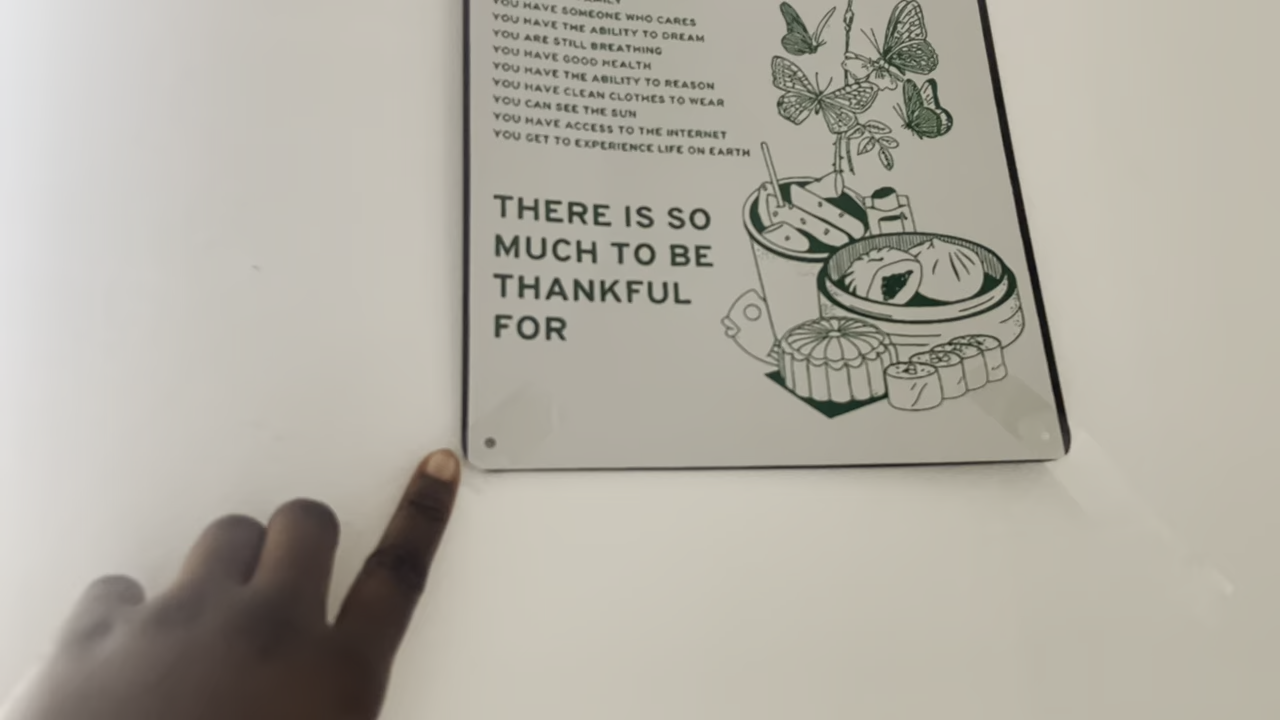 YOU HAVE SOMEONE WHO CARES
YOU HAVE THE ABILITY TO DREAM
YOU ARE STILL BREATHING
YOU HAVE GOOD HEALTH
YOU HAVE THE ABILITY TO REASON
YOU HAVE CLEAN CLOTHES TO WEAR
YOU CAN SEE THE SUN
YOU HAVE ACCESS TO THE INTERNET
YOU GET TO EXPERIENCE LIFE ON EARTH
THERE IS SO
MUCH TO BE
THANKFUL
FOR